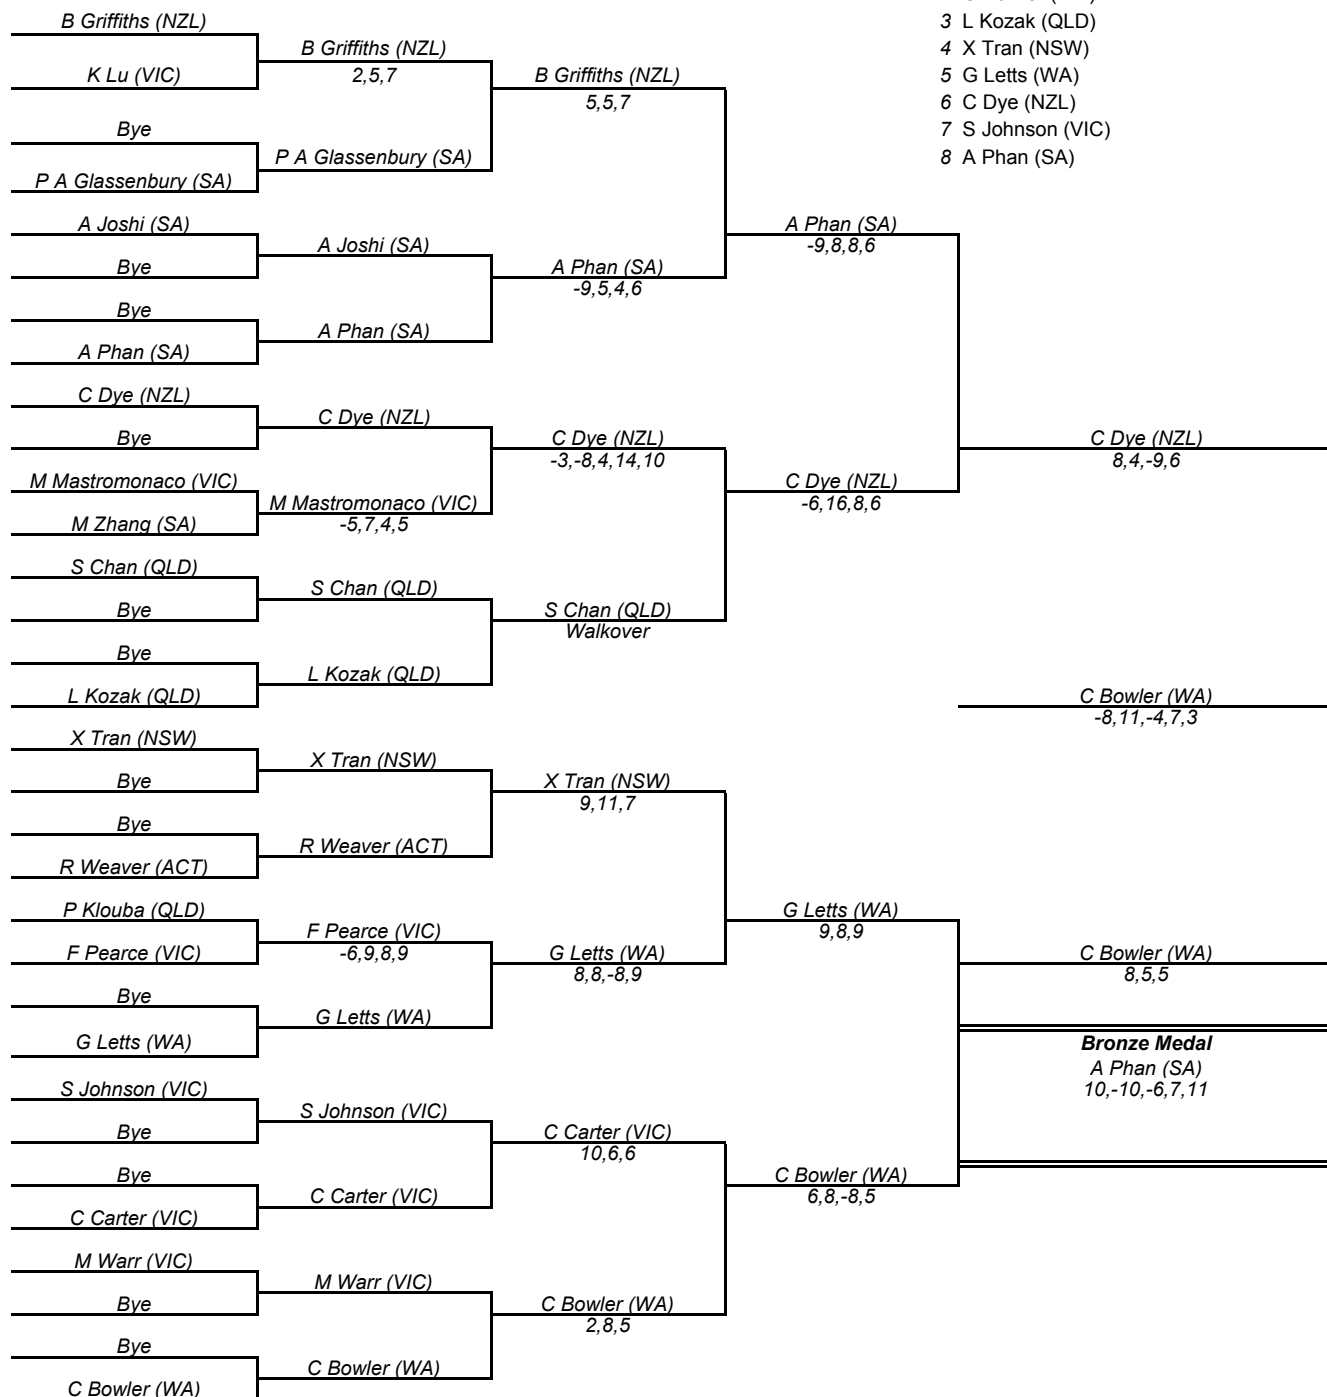 B Griffiths (NZL)
K Lu (VIC)
Bye
P A Glassenbury (SA)
A Joshi (SA)
Bye
Bye
A Phan (SA)
C Dye (NZL)
Bye
M Mastromonaco (VIC)
M Zhang (SA)
S Chan (QLD)
Bye
Bye
L Kozak (QLD)
X Tran (NSW)
Bye
Bye
R Weaver (ACT)
P Klouba (QLD)
F Pearce (VIC)
Bye
G Letts (WA)
S Johnson (VIC)
Bye
Bye
C Carter (VIC)
M Warr (VIC)
Bye
Bye
C Bowler (WA)
B Griffiths (NZL)
2,5,7
P A Glassenbury (SA)
A Joshi (SA)
A Phan (SA)
C Dye (NZL)
M Mastromonaco (VIC)
-5,7,4,5
S Chan (QLD)
L Kozak (QLD)
X Tran (NSW)
R Weaver (ACT)
F Pearce (VIC)
-6,9,8,9
G Letts (WA)
S Johnson (VIC)
C Carter (VIC)
M Warr (VIC)
C Bowler (WA)
B Griffiths (NZL)
5,5,7
A Phan (SA)
-9,5,4,6
C Dye (NZL)
-3,-8,4,14,10
S Chan (QLD)
Walkover
X Tran (NSW)
9,11,7
G Letts (WA)
8,8,-8,9
C Carter (VIC)
10,6,6
C Bowler (WA)
2,8,5
A Phan (SA)
-9,8,8,6
C Dye (NZL)
-6,16,8,6
G Letts (WA)
9,8,9
C Bowler (WA)
6,8,-8,5
3 L Kozak (QLD)
4 X Tran (NSW)
5 G Letts (WA)
6 C Dye (NZL)
7 S Johnson (VIC)
8 A Phan (SA)
C Dye (NZL)
8,4,-9,6
C Bowler (WA)
-8,11,-4,7,3
C Bowler (WA)
8,5,5
Bronze Medal
A Phan (SA)
10,-10,-6,7,11